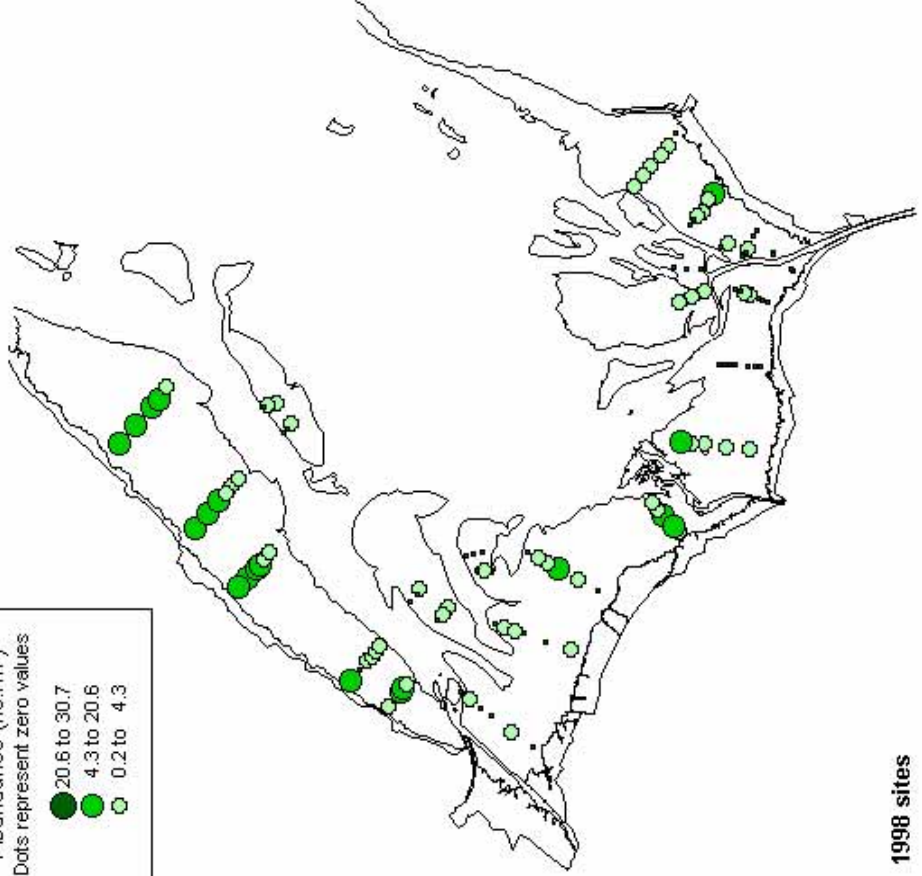 Dots represent zero values
20.6 to 30.7
4.3 to 20.6
0.2 to 4.3
1998 sites